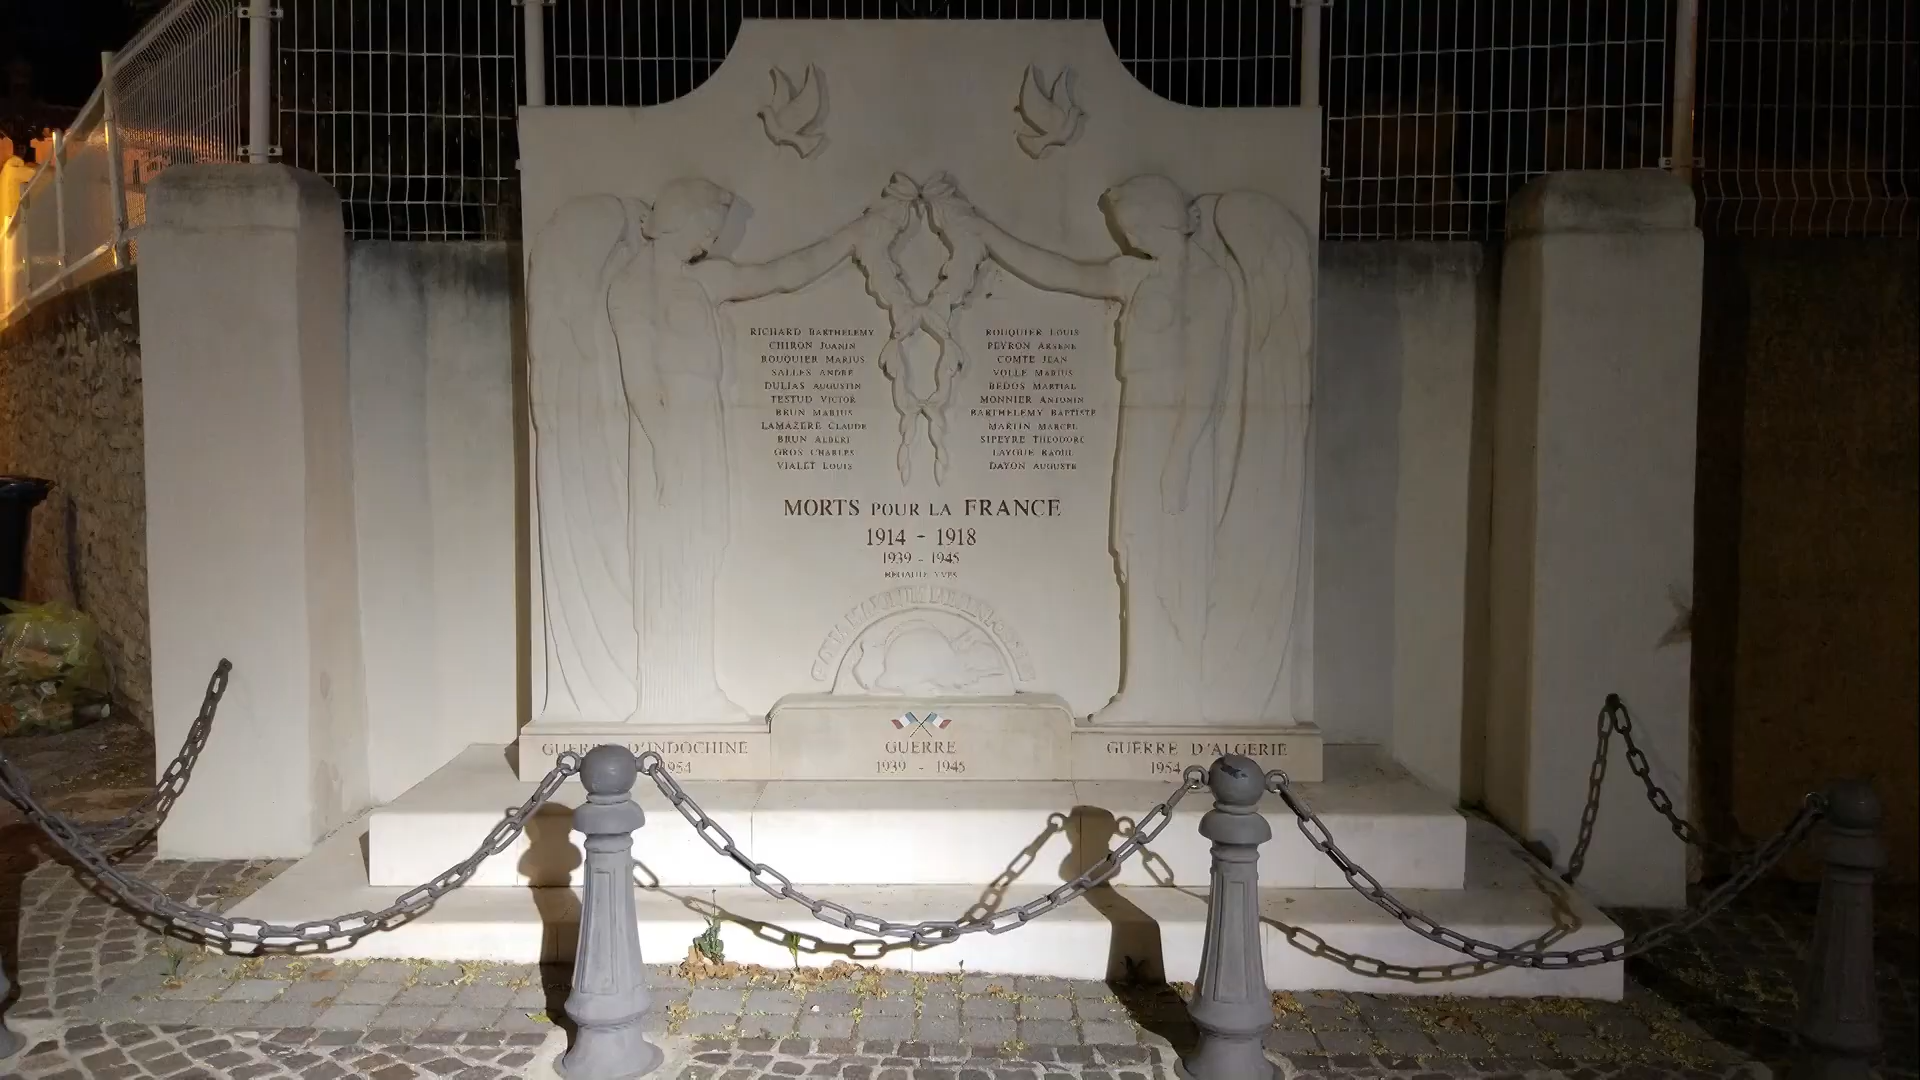 RICHARD BARTHELEMY
CHIRON JOANIN
ROUQUIER MARIUS
SALLES ANDRE
DULIAS AUGUSTIN
TESTUD VICTOR
BRUN MARIUS
LAMAZERE CLAUDE
BRUN ALBERT
GROS CHARLES
VIALET LOUIS
ROUQUIER LOUIS
PEYRON ARSENE
COMTE JEAN
VOLLE MARIUS
BEDOS MARTIAL
MONNIER ANTONIN
BARTHELEMY BAPTISTE
MARTIN MARCEL
SIPEYRE THEODORE
LAYGUE RAOUL
DAYON AUGUSTE
MORTS POUR LA FRANCE
1914 - 1918
1939 - 1945
YVES
GUERRE D'INDOCHINE
1954
GUERRE
1939 - 1945
GUERRE D'ALGERIE
1954